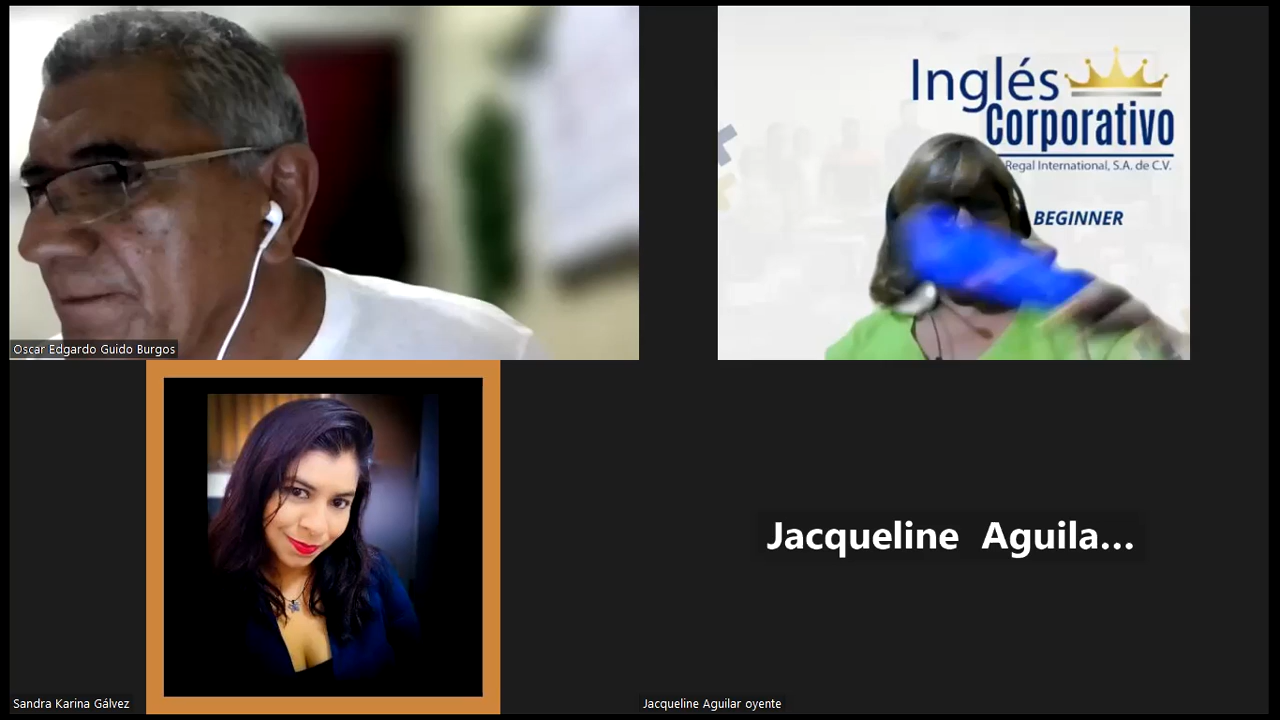 Inglés
Corporativo
Regal International, S.A. de C.V.
BEGINNER
Oscar Edgardo Guido Burgos
Jacqueline Aguila...
Sandra Karina Gálvez
Jacqueline Aguilar oyente